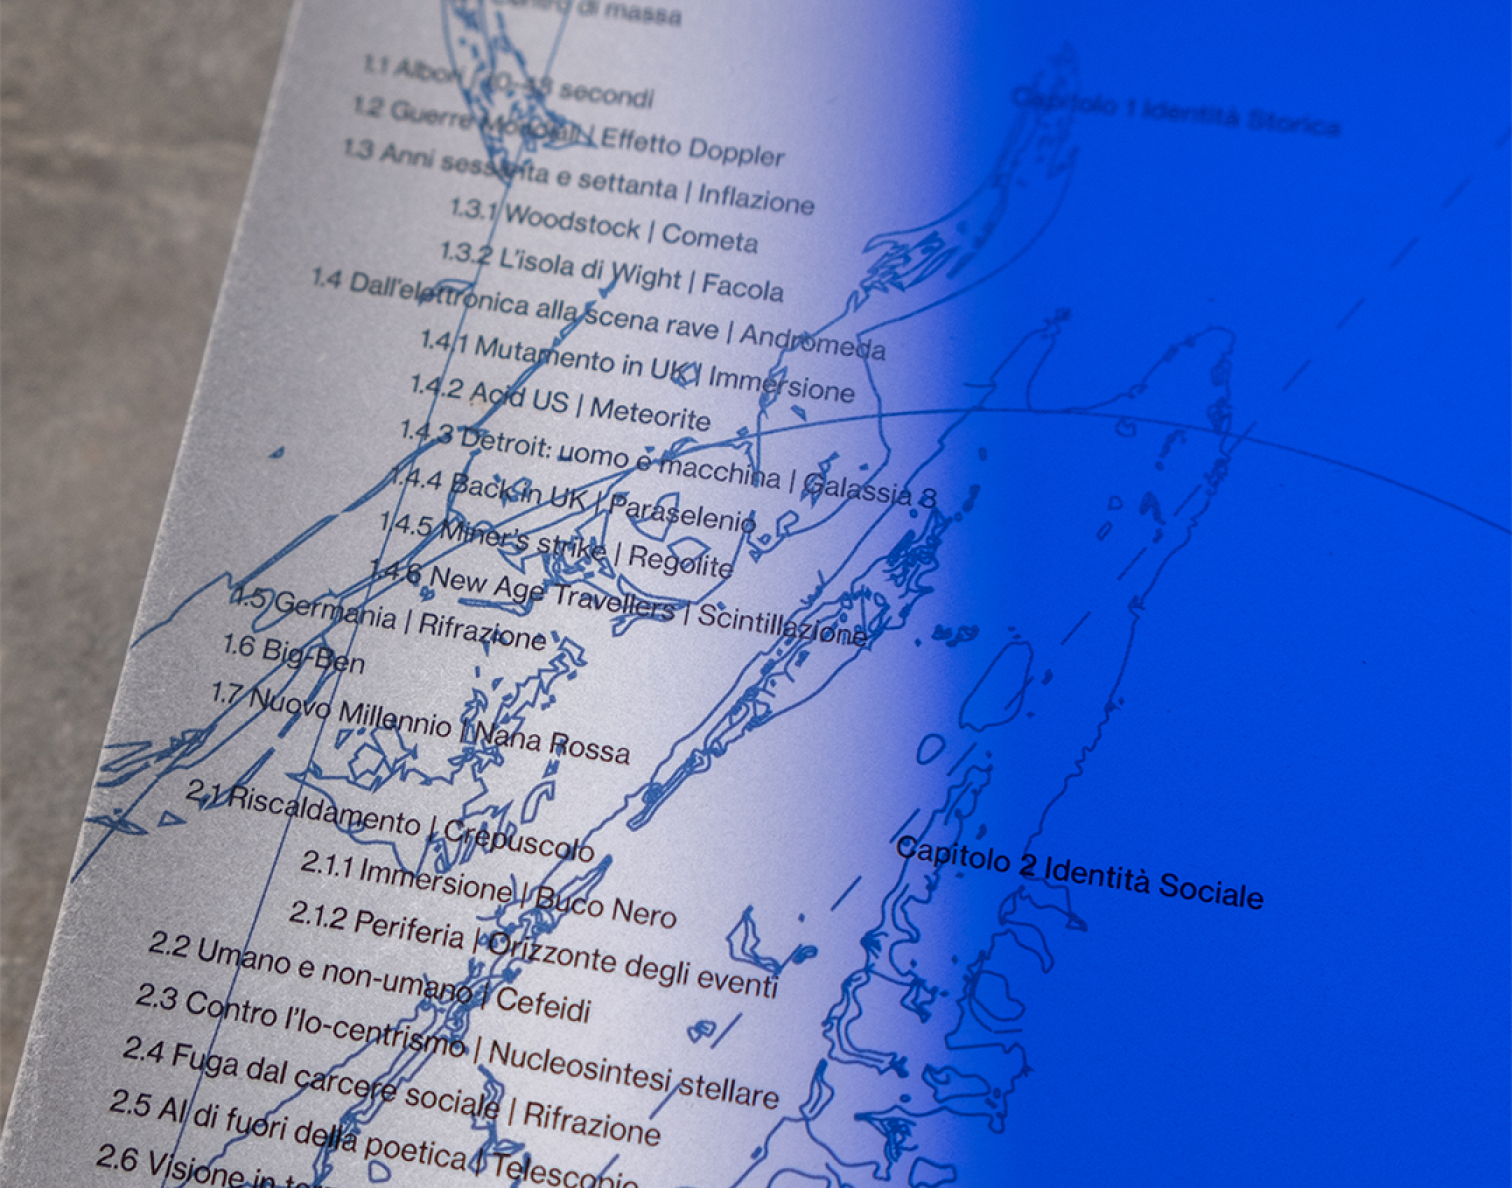 di massa
1.1 Albori | 10-43 secondi
Capitolo 1 Identità Storica
1.2 Guerre Mondiali | Effetto Doppler
1.3 Anni sessanta e settanta | Inflazione
1.3.1 Woodstock | Cometa
1.3.2 L'isola di Wight | Facola
1.4 Dall'elettronica alla scena rave | Andromeda
1.4.1 Mutamento in UK | Immersione
1.4.2 Acid US | Meteorite
1.4.3 Detroit: uomo e macchina | Galassia 8
1.4.4 Back in UK | Paraselenio
1.4.5 Miner's strike | Regolite
1.4.6 New Age Travellers | Scintillazione
1.5 Germania | Rifrazione
1.6 Big-Ben
1.7 Nuovo Millennio | Nana Rossa
2.1 Riscaldamento | Crepuscolo
Capitolo 2 Identità Sociale
2.1.1 Immersione | Buco Nero
2.1.2 Periferia | Orizzonte degli eventi
2.2 Umano e non-umano | Cefeidi
2.3 Contro l'Io-centrismo | Nucleosintesi stellare
2.4 Fuga dal carcere sociale | Rifrazione
2.5 Al di fuori della poetica | Telescopio
2.6 Visione in